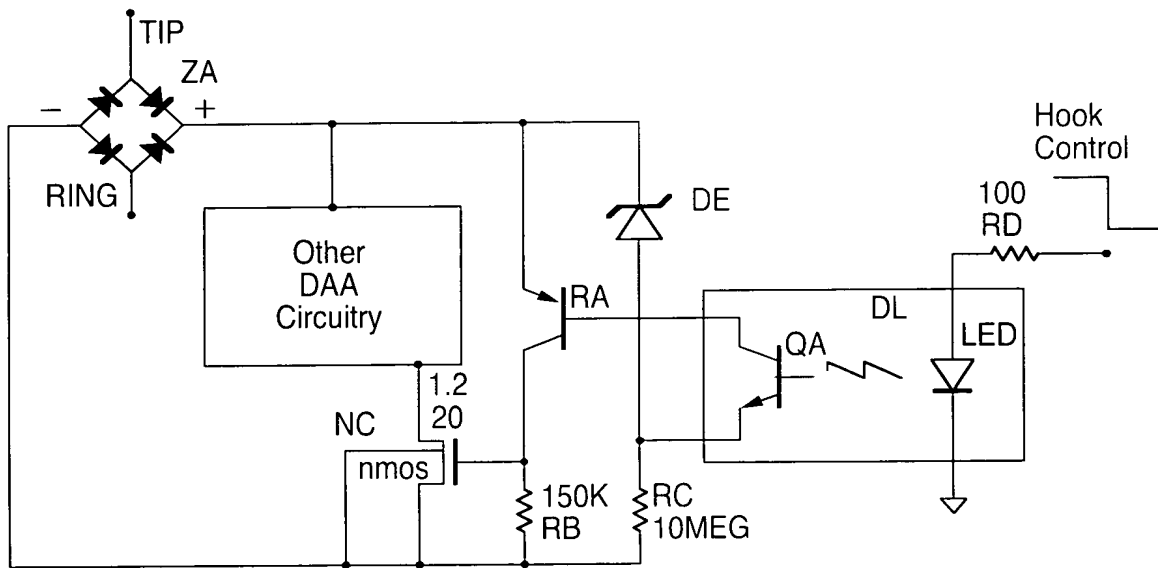 TIP
ZA
−
+
RING
Hook
Control
100
RD
DE
Other
DAA
Circuitry
RA
DL
LED
QA
1.2
20
NC
nmos
150K
RB
RC
10MEG